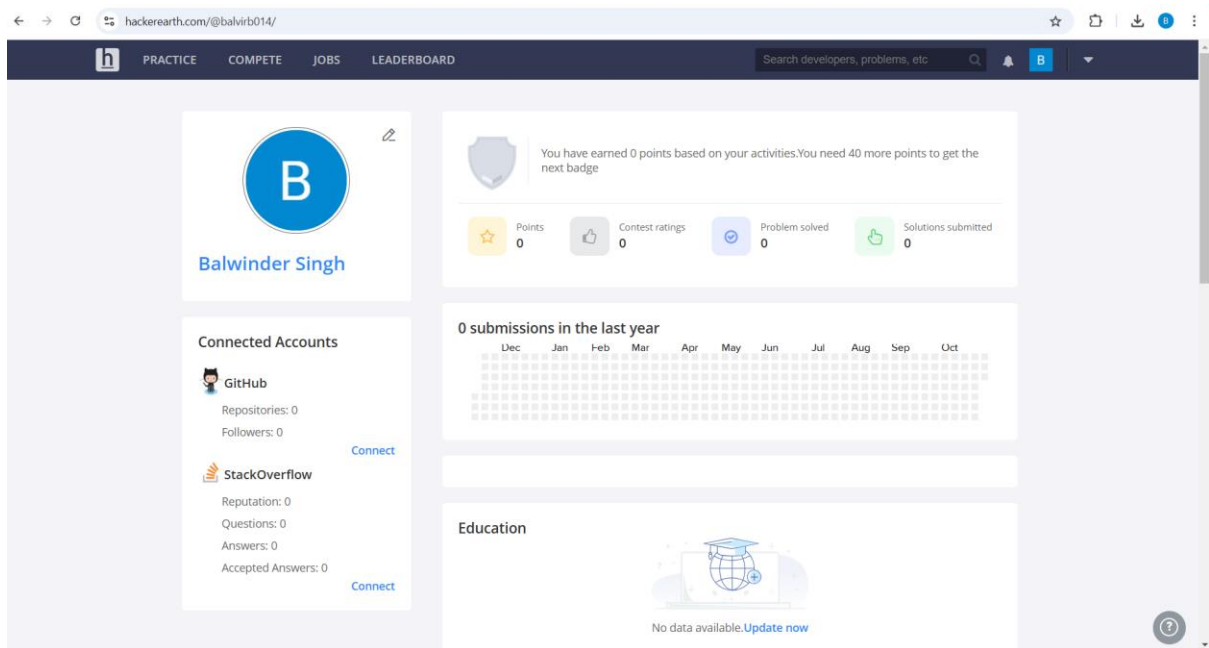 hackerearth.com/@balvirb014/
B
h
PRACTICE COMPETE JOBS LEADERBOARD
Search developers, problems, etc
B
B
Balwinder Singh
You have earned 0 points based on your activities.You need 40 more points to get the
next badge
Points
0
Contest ratings
0
Problem solved
0
Solutions submitted
0
Connected Accounts
GitHub
Repositories: 0
Followers: 0
Connect
StackOverflow
Reputation: 0
Questions: 0
Answers: 0
Accepted Answers: 0
Connect
0 submissions in the last year
Dec Jan Feb Mar Apr May Jun Jul Aug Sep Oct
Education
No data available.Update now
?